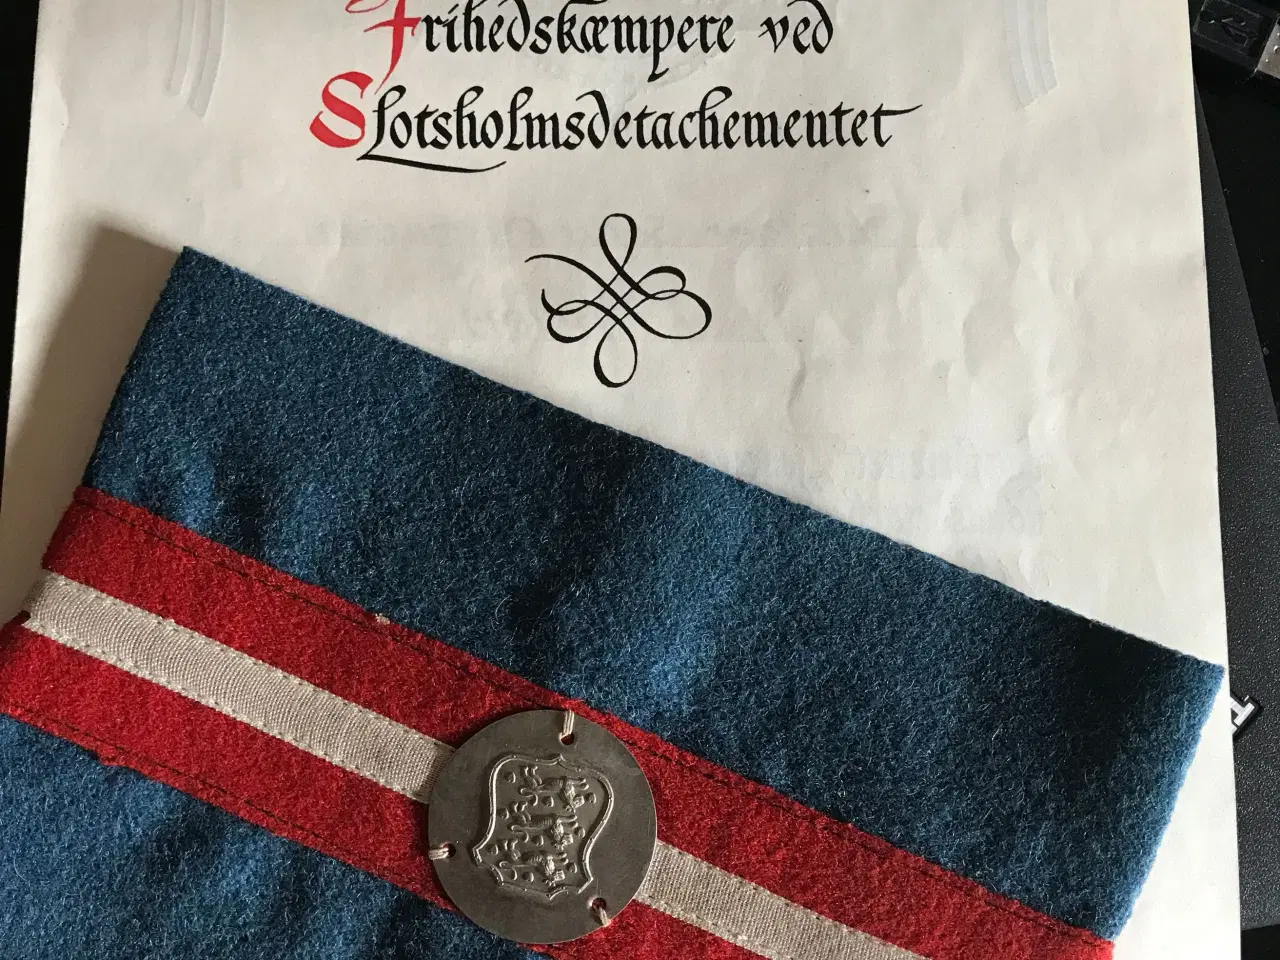 Frihedskæmpere ved
Slotsholmsdetachementet